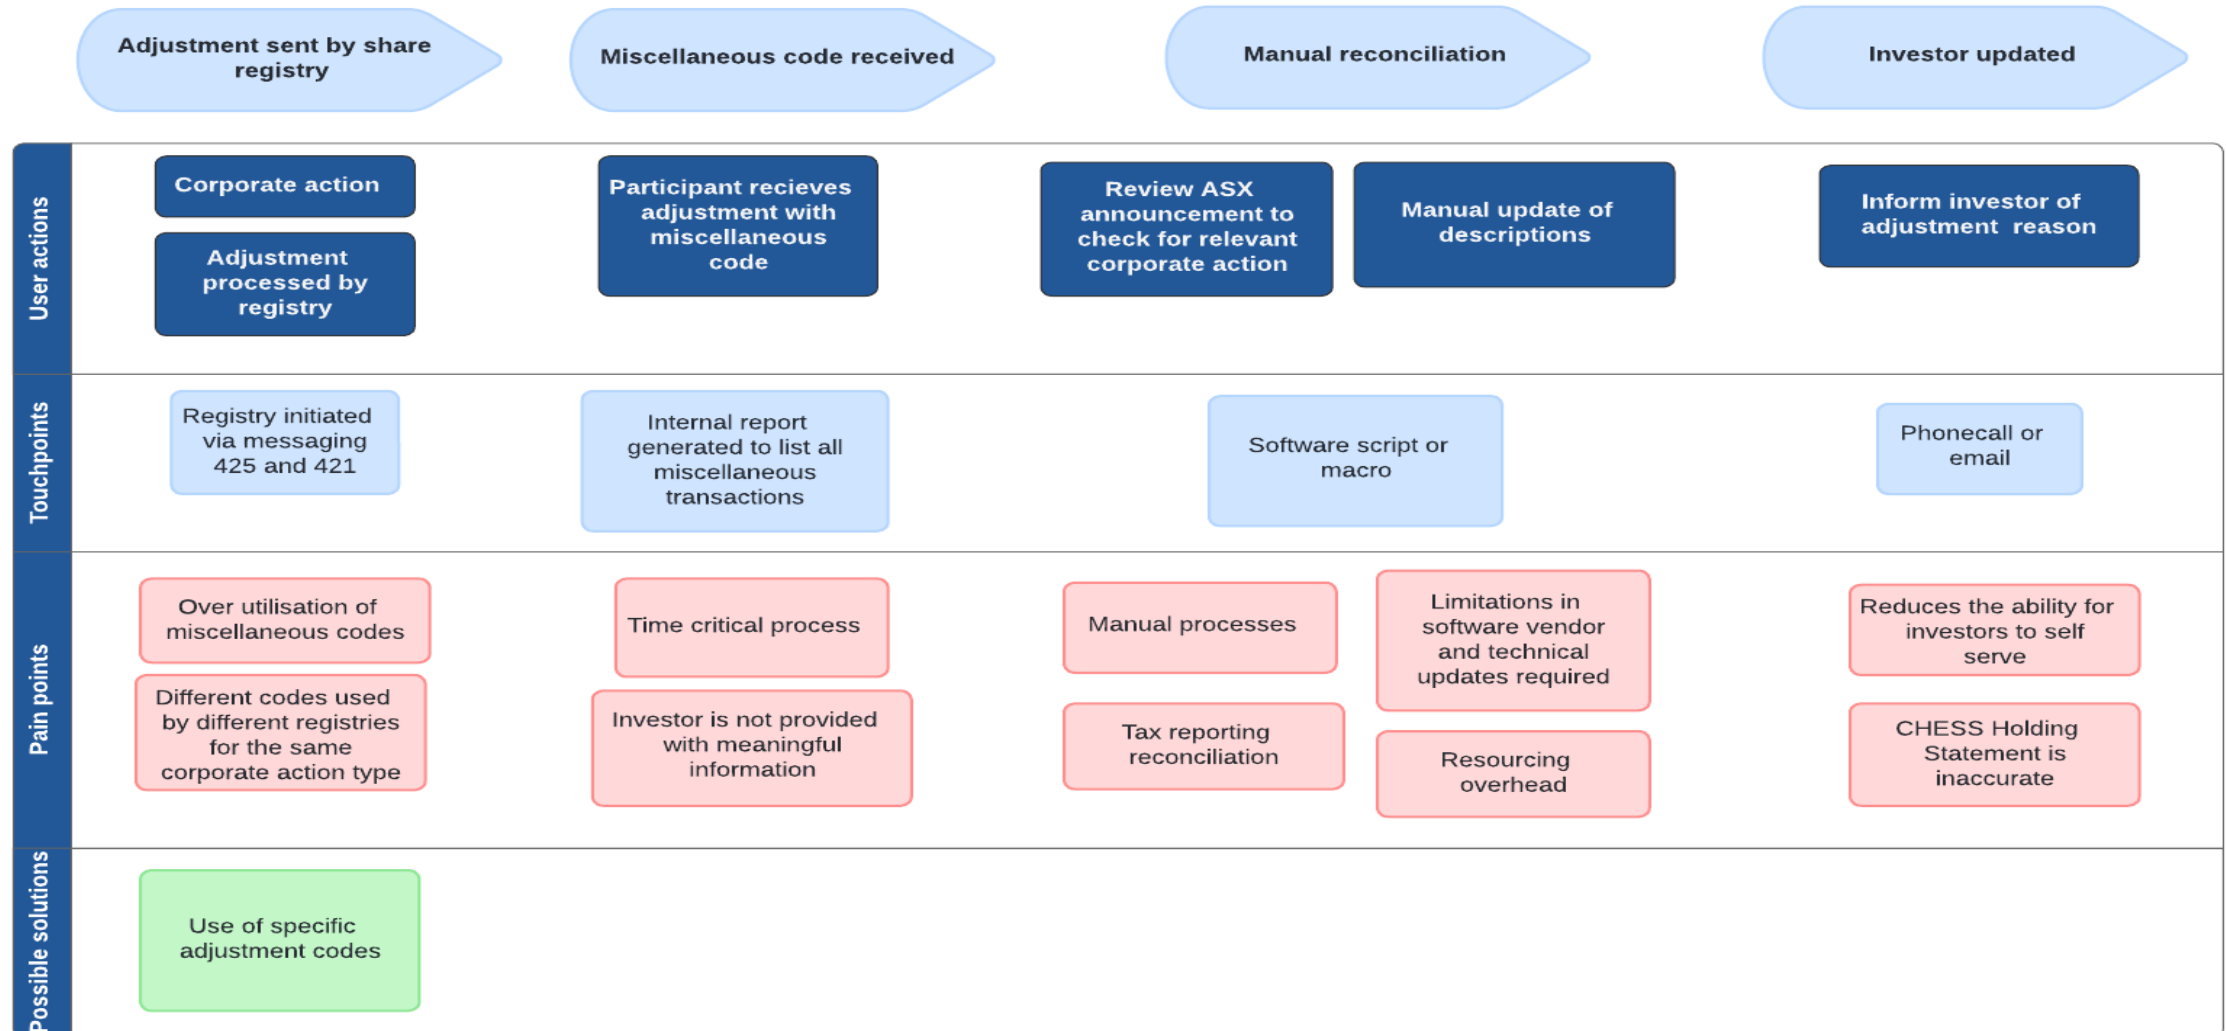 Adjustment sent by share
registry
Miscellaneous code received
Manual reconciliation
Investor updated
User actions
Corporate action
Adjustment
processed by
registry
Participant recieves
adjustment with
miscellaneous
code
Review ASX
announcement to
check for relevant
corporate action
Manual update of
descriptions
Inform investor of
adjustment reason
Touchpoints
Registry initiated
via messaging
425 and 421
Internal report
generated to list all
miscellaneous
transactions
Software script or
macro
Phonecall or
email
Pain points
Over utilisation of
miscellaneous codes
Different codes used
by different registries
for the same
corporate action type
Time critical process
Investor is not provided
with meaningful
information
Manual processes
Tax reporting
reconciliation
Limitations in
software vendor
and technical
updates required
Resourcing
overhead
Reduces the ability for
investors to self
serve
CHESS Holding
Statement is
inaccurate
Possible solutions
Use of specific
adjustment codes